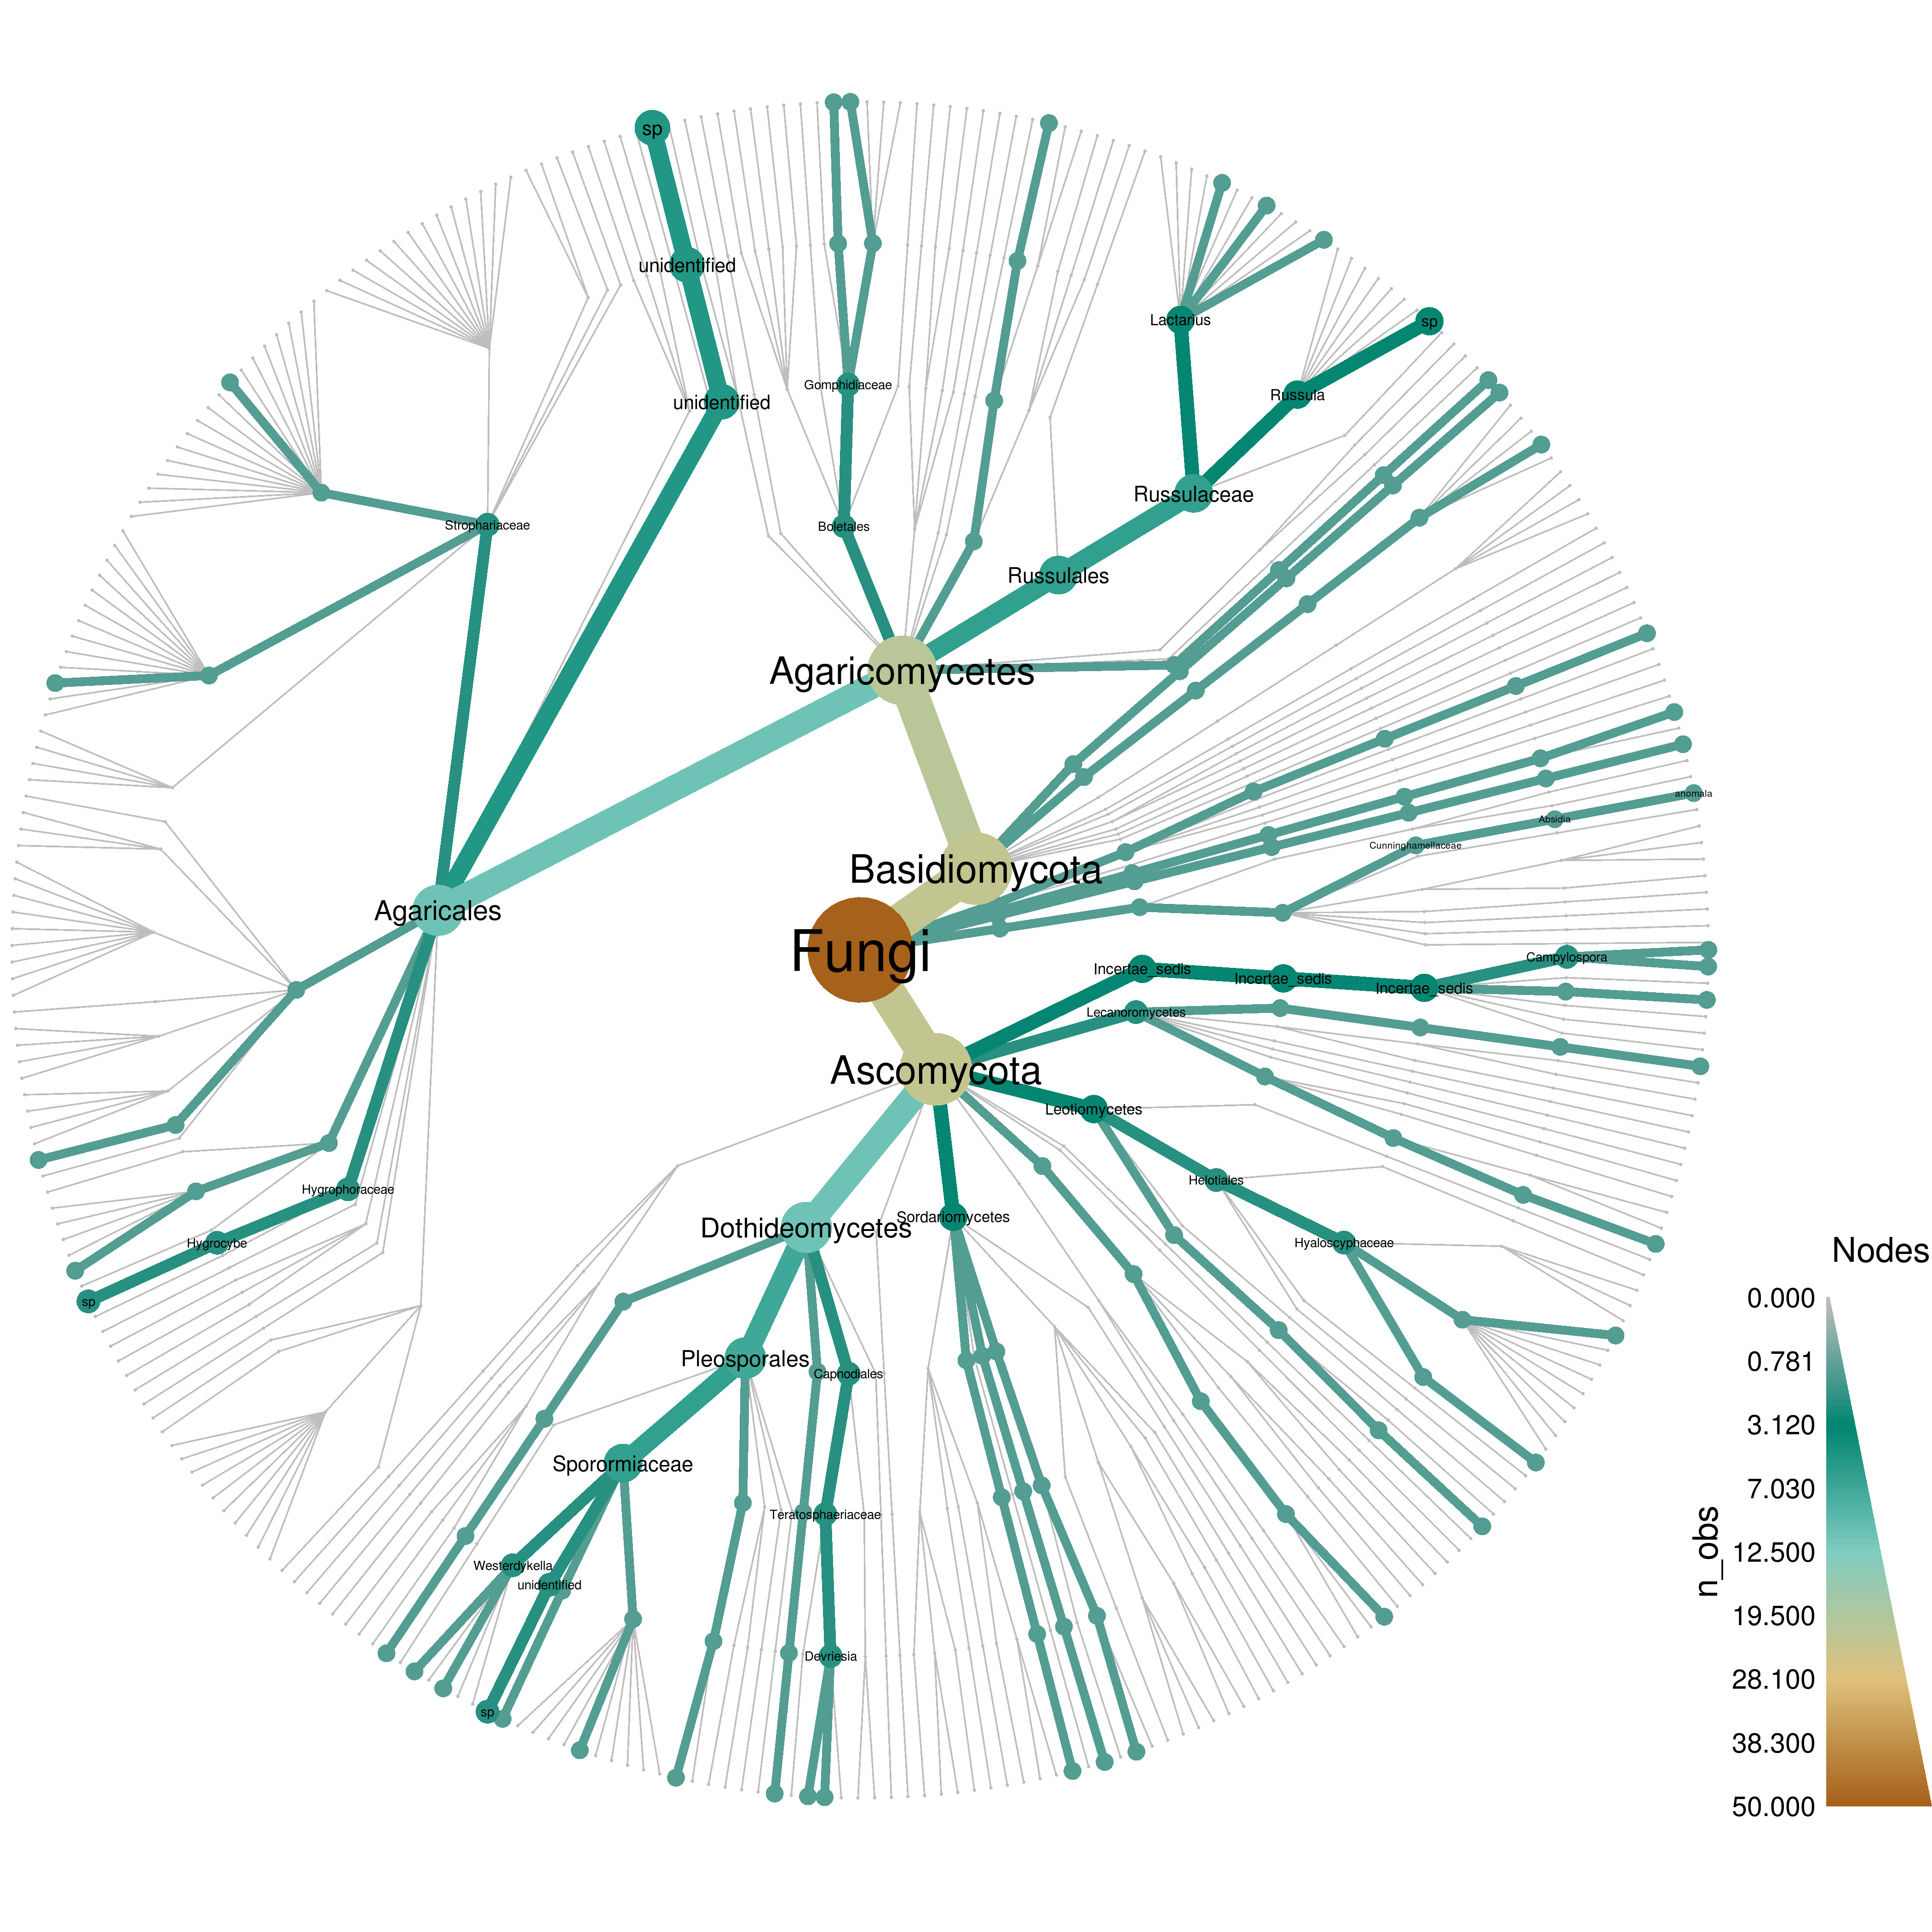 sp
unidentified
unidentified
Gomphidiaceae
Boletales
Lactarius
sp
Russula
Russulaceae
Russulales
Strophariaceae
Agaricomycetes
anomala
Absidia
Cunninghamellaceae
Basidiomycota
Agaricales
Fungi
Campylospora
Incertae_sedis
Incertae_sedis
Incertae_sedis
Lecanoromycetes
Ascomycota
Leotiomycetes
Helotiales
Hyaloscyphaceae
Hygrophoraceae
Hygrocybe
sp
Dothideomycetes
Sordariomycetes
Pleosporales
Capnodiales
Sporormiaceae
Teratosphaeriaceae
Westerdykella
unidentified
Devriesia
sp
Nodes
0.000
0.781
3.120
7.030
12.500
19.500
28.100
38.300
50.000
n_obs